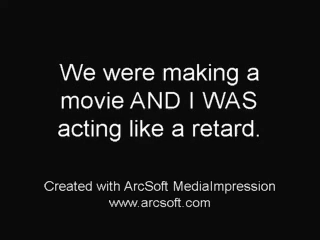 We were making a
movie AND I WAS
acting like a retard.
Created with ArcSoft MediaImpression
www.arcsoft.com